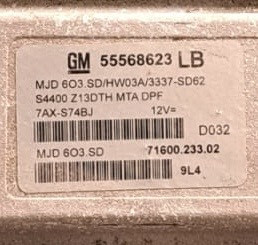 GM 55568623 LB
MJD 6O3.SD/HW03A/3337-SD62
S4400 Z13DTH MTA DPF
7AX-S74BJ 12V=
D032
MJD 6O3.SD 71600.233.02
9L4